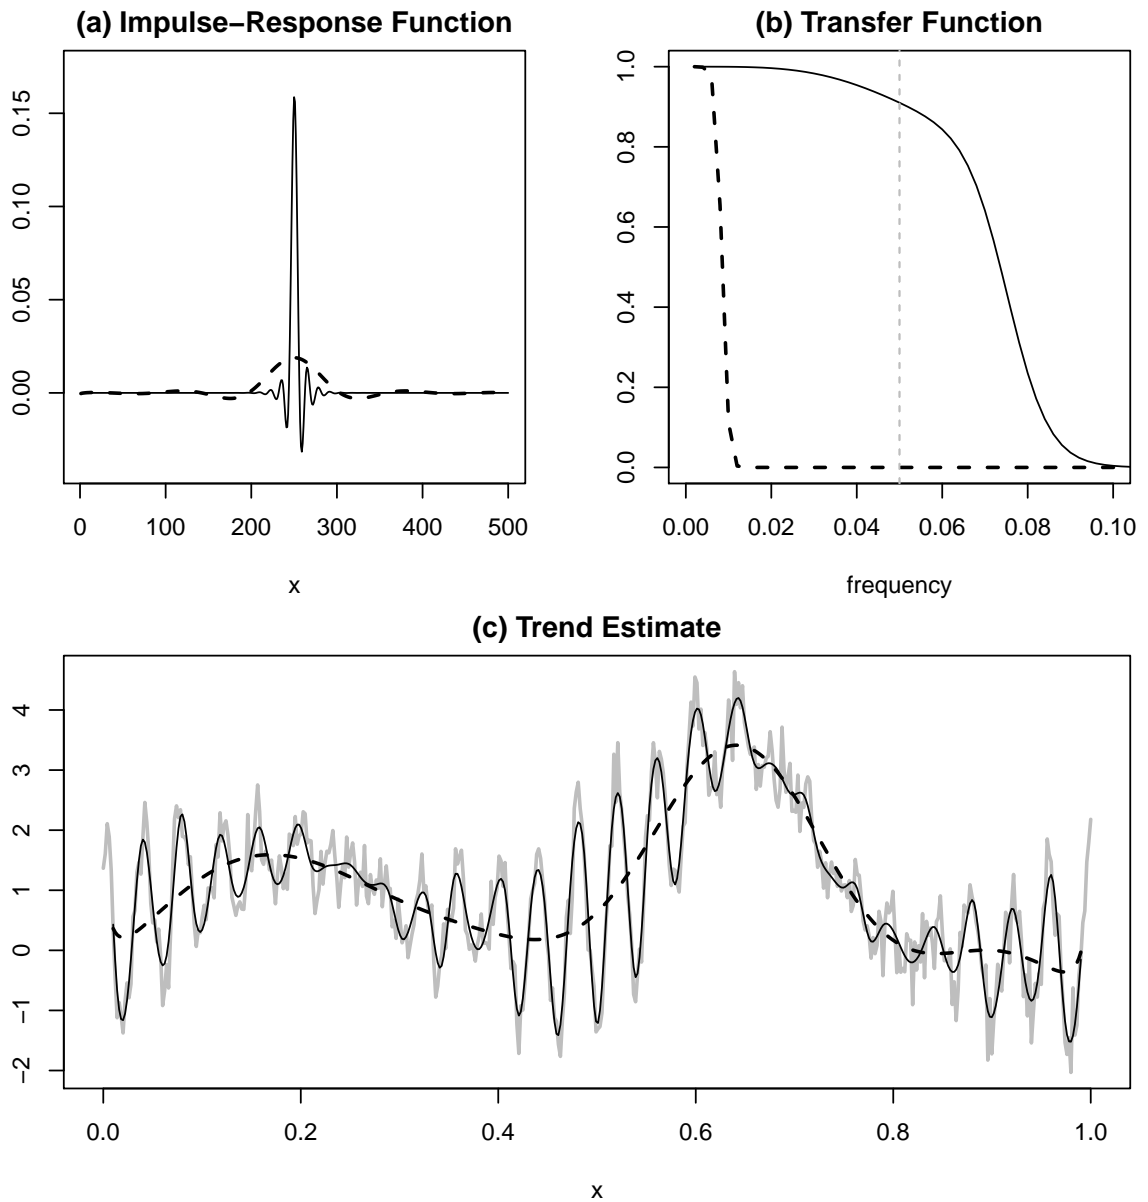 (a) Impulse−Response Function
0.15
0.10
0.05
0.00
0 100 200 300 400 500
x
(b) Transfer Function
1.0
0.8
0.6
0.4
0.2
0.0
0.00 0.02 0.04 0.06 0.08 0.10
frequency
(c) Trend Estimate
4
3
2
1
0
−1
−2
0.0 0.2 0.4 0.6 0.8 1.0
x